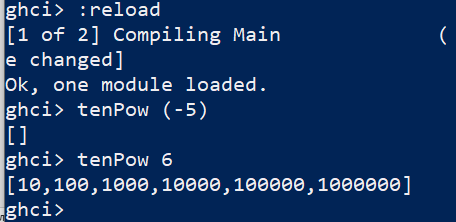 ghci> :reload
[1 of 2] Compiling Main             (
e changed]
Ok, one module loaded.
ghci> tenPow (-5)
[]
ghci> tenPow 6
[10,100,1000,10000,100000,1000000]
ghci>